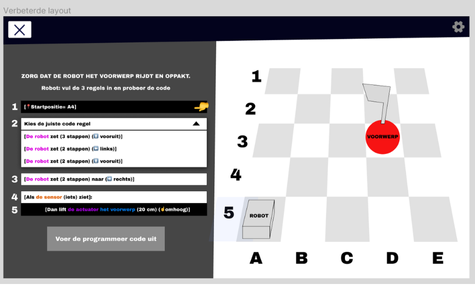 Verbeterde layout
ZORG DAT DE ROBOT HET VOORWERP RIJDT EN OPPAKT.
Robot: vul de 3 regels in en probeer de code
1 [📍Startpositie= A4]
2 Kies de juiste code regel
[De robot zet (3 stappen) (vooruit)]
[De robot zet (2 stappen) (links)]
[De robot zet (2 stappen) (vooruit)]
3 [De robot zet (2 stappen) naar (rechts)]
4 [Als de sensor (iets) ziet]:
5 [Dan lift de actuator het voorwerp (20 cm) (omhoog)]
Voer de programmeer code uit
1
2
3
4
5
VOORWERP
ROBOT
A B C D E